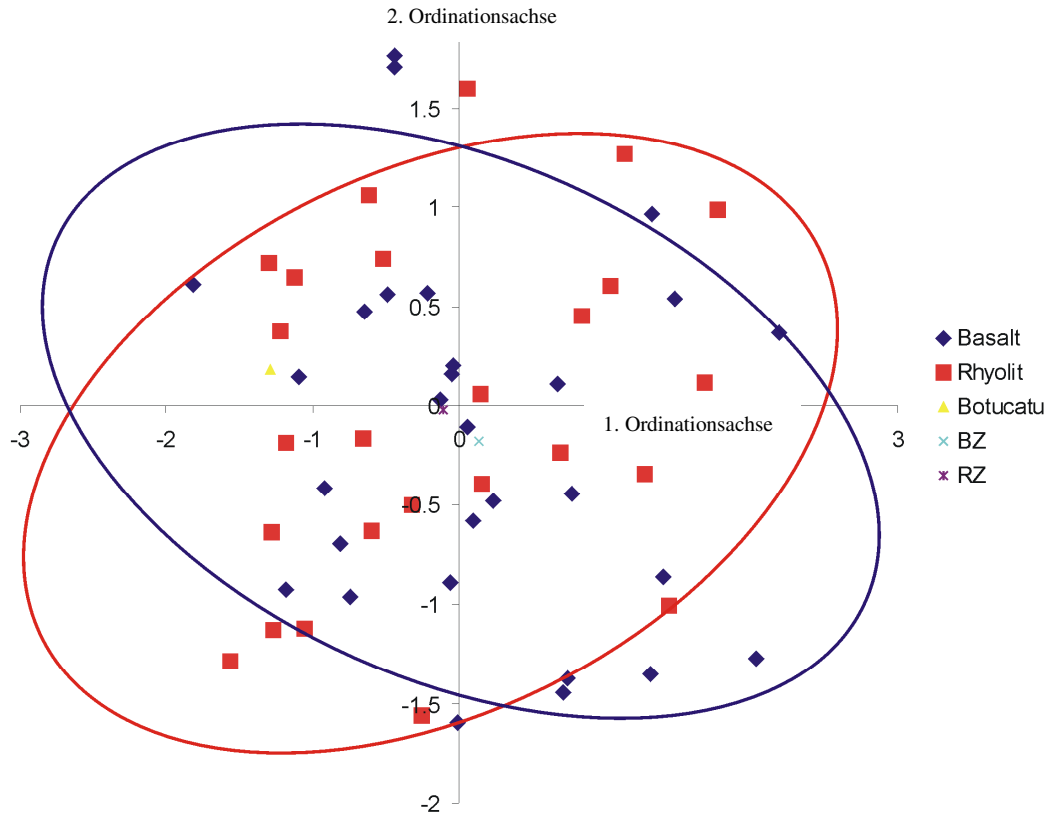 2. Ordinationsachse
1.5
1
0.5
0
-3 -2 -1 0 3
1. Ordinationsachse
-0.5
-1
-1.5
-2
Basalt
Rhyolit
Botucatu
BZ
RZ